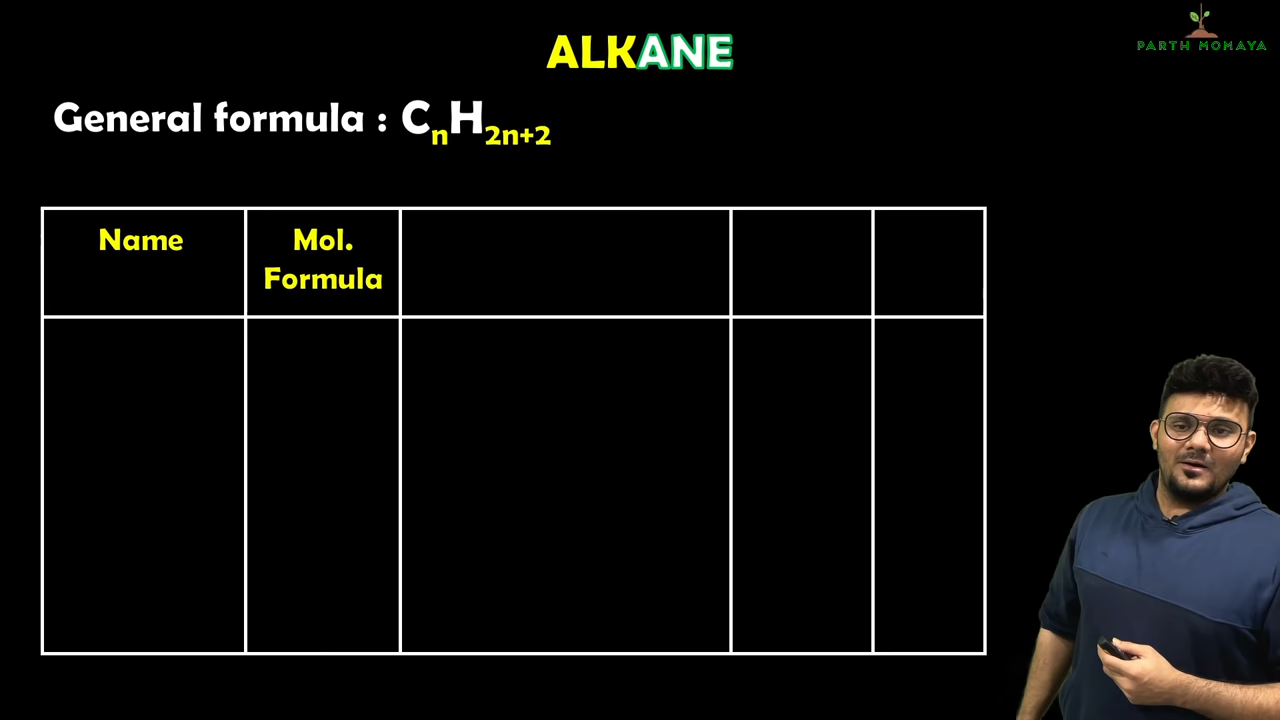 PARTH MOMAYA
ALKANE
General formula : CnH2n+2
Name
Mol.
Formula